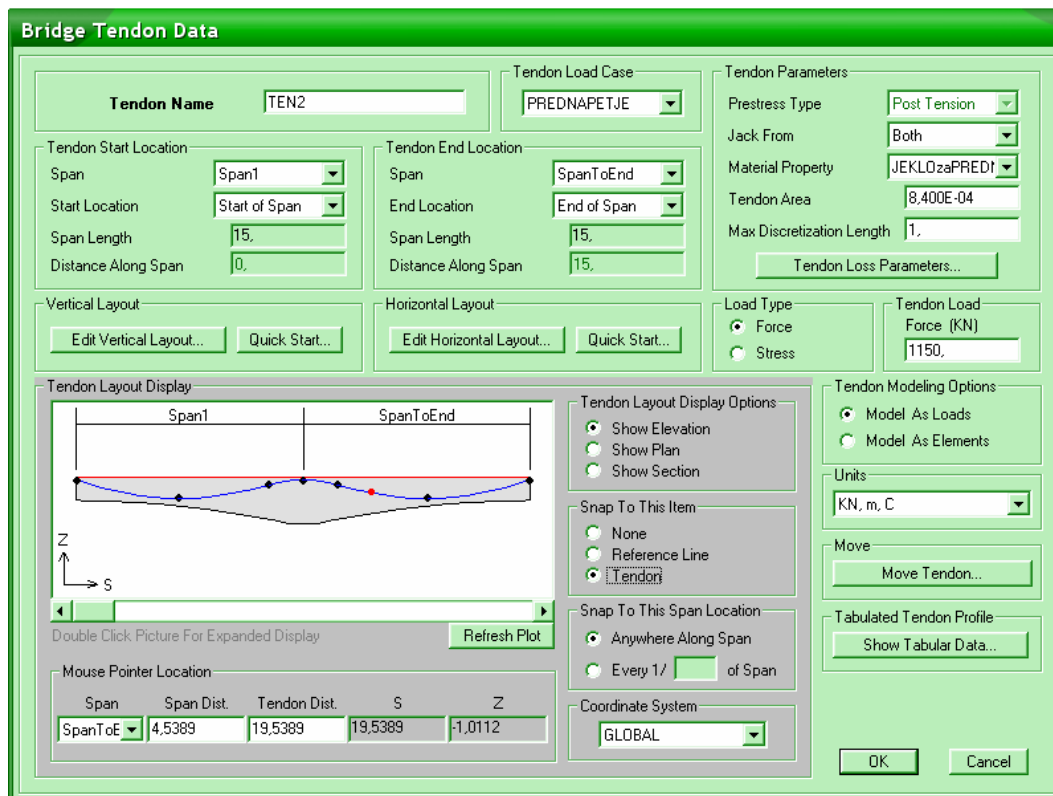 Bridge Tendon Data
Tendon Name TEN2
Tendon Load Case
PREDNAPETJE
Tendon Parameters
Prestress Type Post Tension
Jack From Both
Material Property
Tendon Area 8,400E-04
Max Discretization Length 1,
Tendon Loss Parameters...
Tendon Start Location
Span Span1
Start Location Start of Span
Span Length 15,
Distance Along Span 0,
Tendon End Location
Span SpanToEnd
End Location End of Span
Span Length 15,
Distance Along Span 15,
Vertical Layout
Edit Vertical Layout... Quick Start...
Horizontal Layout
Edit Horizontal Layout... Quick Start...
Load Type
Force
Stress
Tendon Load
Force (KN)
1150,
Tendon Layout Display
Span1 SpanToEnd
Z
S
Double Click Picture For Expanded Display Refresh Plot
Mouse Pointer Location
Span Span Dist. Tendon Dist. S Z
SpanToE 4,5389 19,5389 19,5389 -1,0112
Tendon Layout Display Options
Show Elevation
Show Plan
Show Section
Snap To This Item
None
Reference Line
Tendon
Snap To This Span Location
Anywhere Along Span
Every 1/ of Span
Coordinate System
GLOBAL
Tendon Modeling Options
Model As Loads
Model As Elements
Units
KN, m, C
Move
Move Tendon...
Tabulated Tendon Profile
Show Tabular Data...
OK Cancel